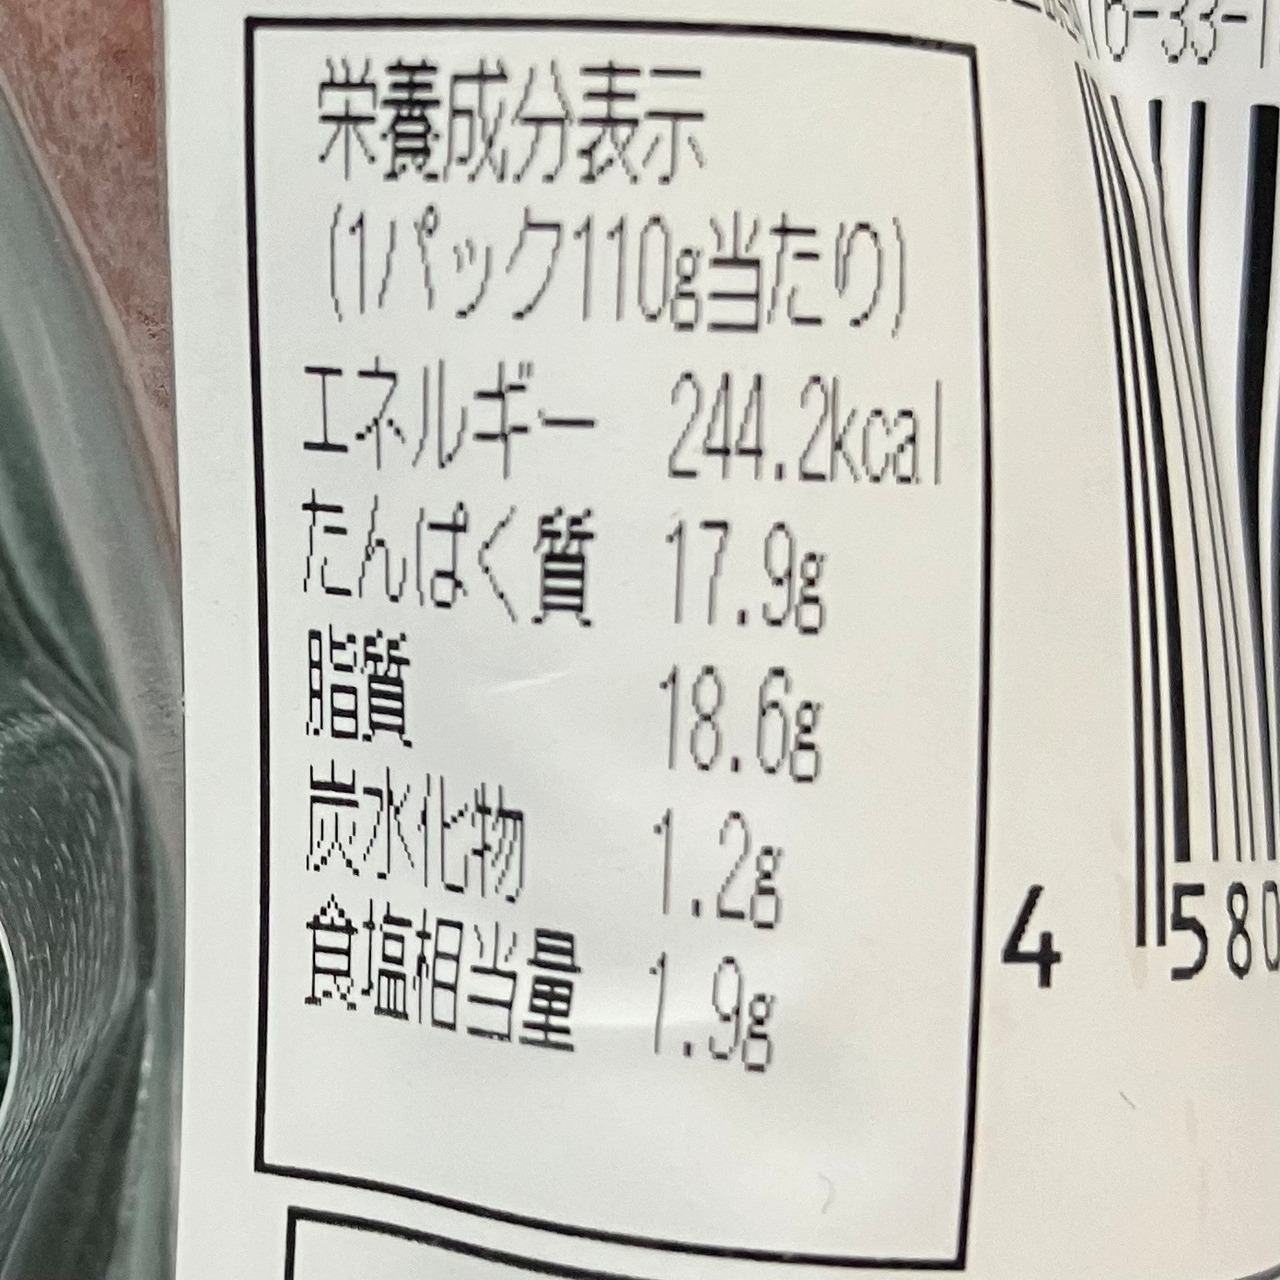 栄養成分表示
(1パック110g当たり)
エネルギー 244.2kcal
たんぱく質 17.9g
脂質 18.6g
炭水化物 1.2g
食塩相当量 1.9g
6-33-
4 580